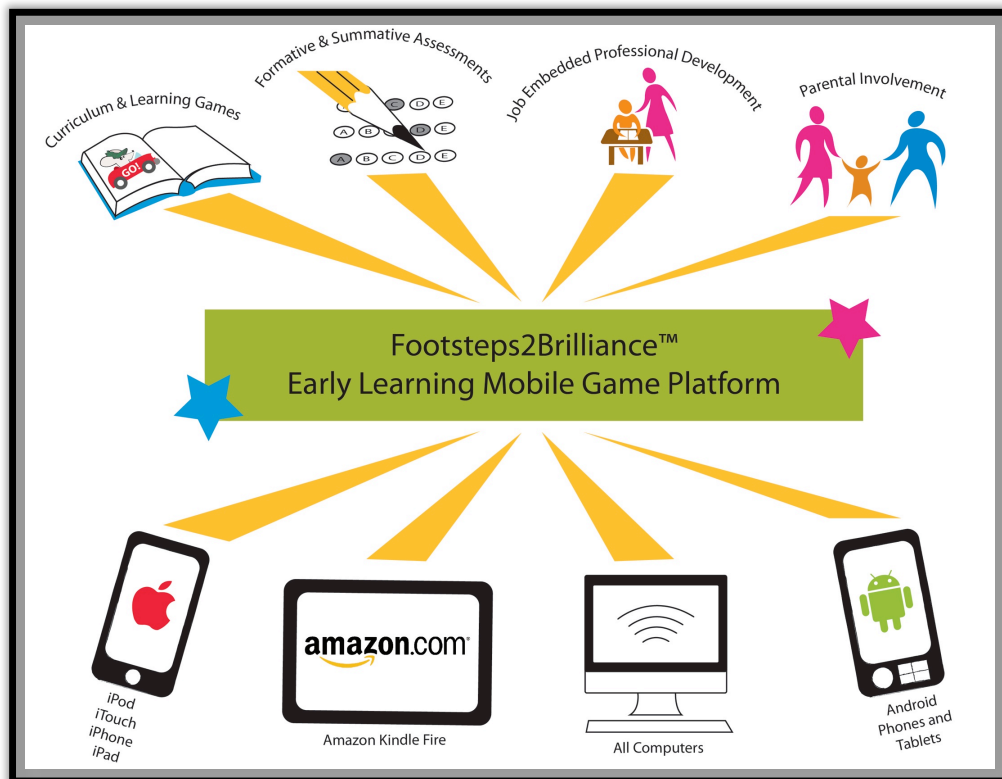 Curriculum & Learning Games
GO!
Formative & Summative Assessments
C D E
A B D E
A B C D E
Job Embedded Professional Development
Parental Involvement
Footsteps2Brilliance™
Early Learning Mobile Game Platform
iPod
iTouch
iPhone
iPad
amazon.com®
Amazon Kindle Fire
All Computers
Android
Phones and
Tablets